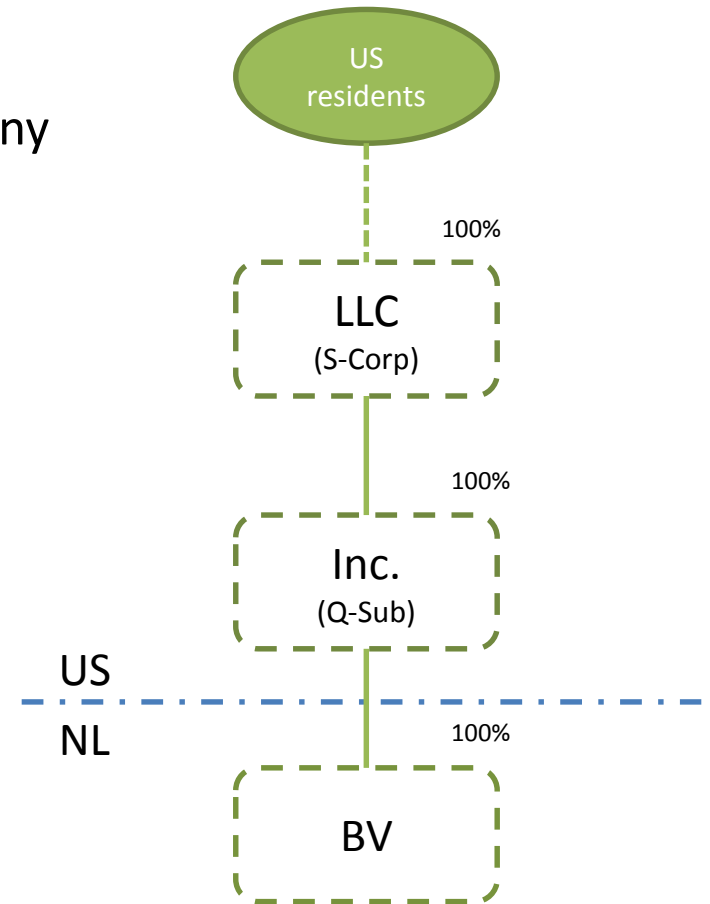 US
residents
ny
100%
LLC
(S-Corp)
100%
Inc.
(Q-Sub)
US
NL
100%
BV